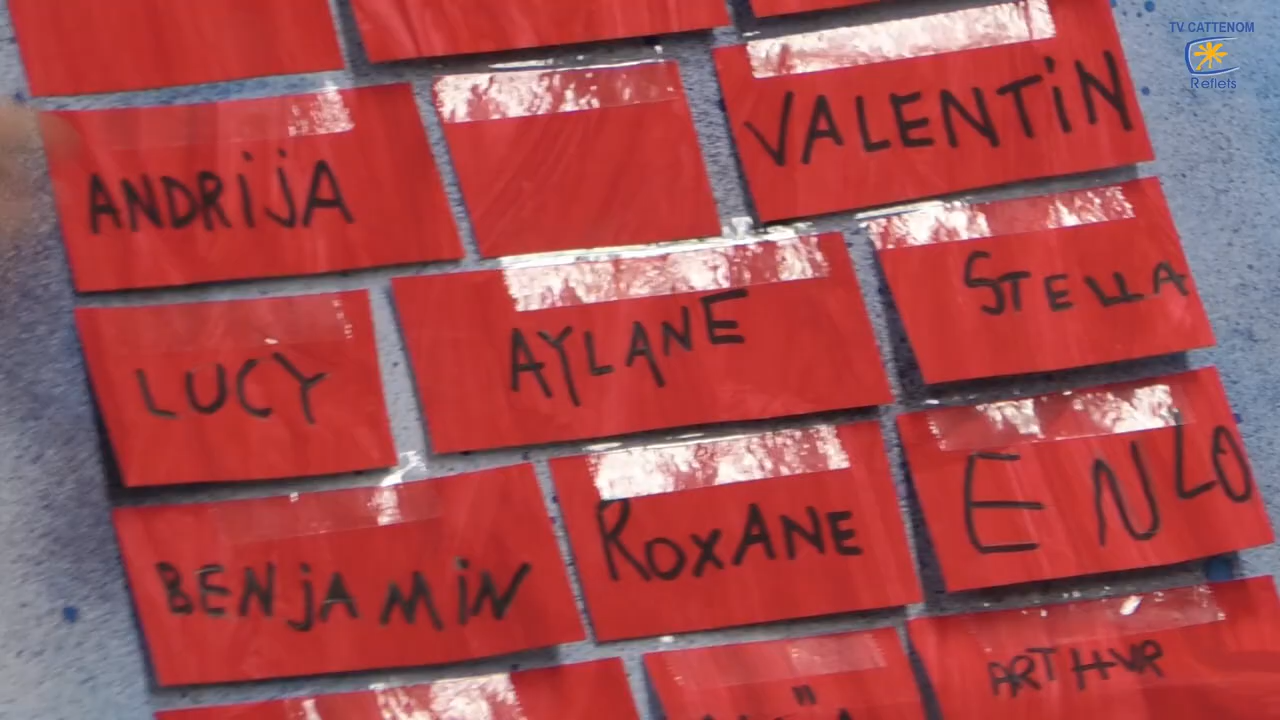 TV CATTENOM
Reflets
VALENTIN
ANDRIJA
STELLA
AYLANE
LUCY
ENZO
ROXANE
BENJAMIN
ARTHUR